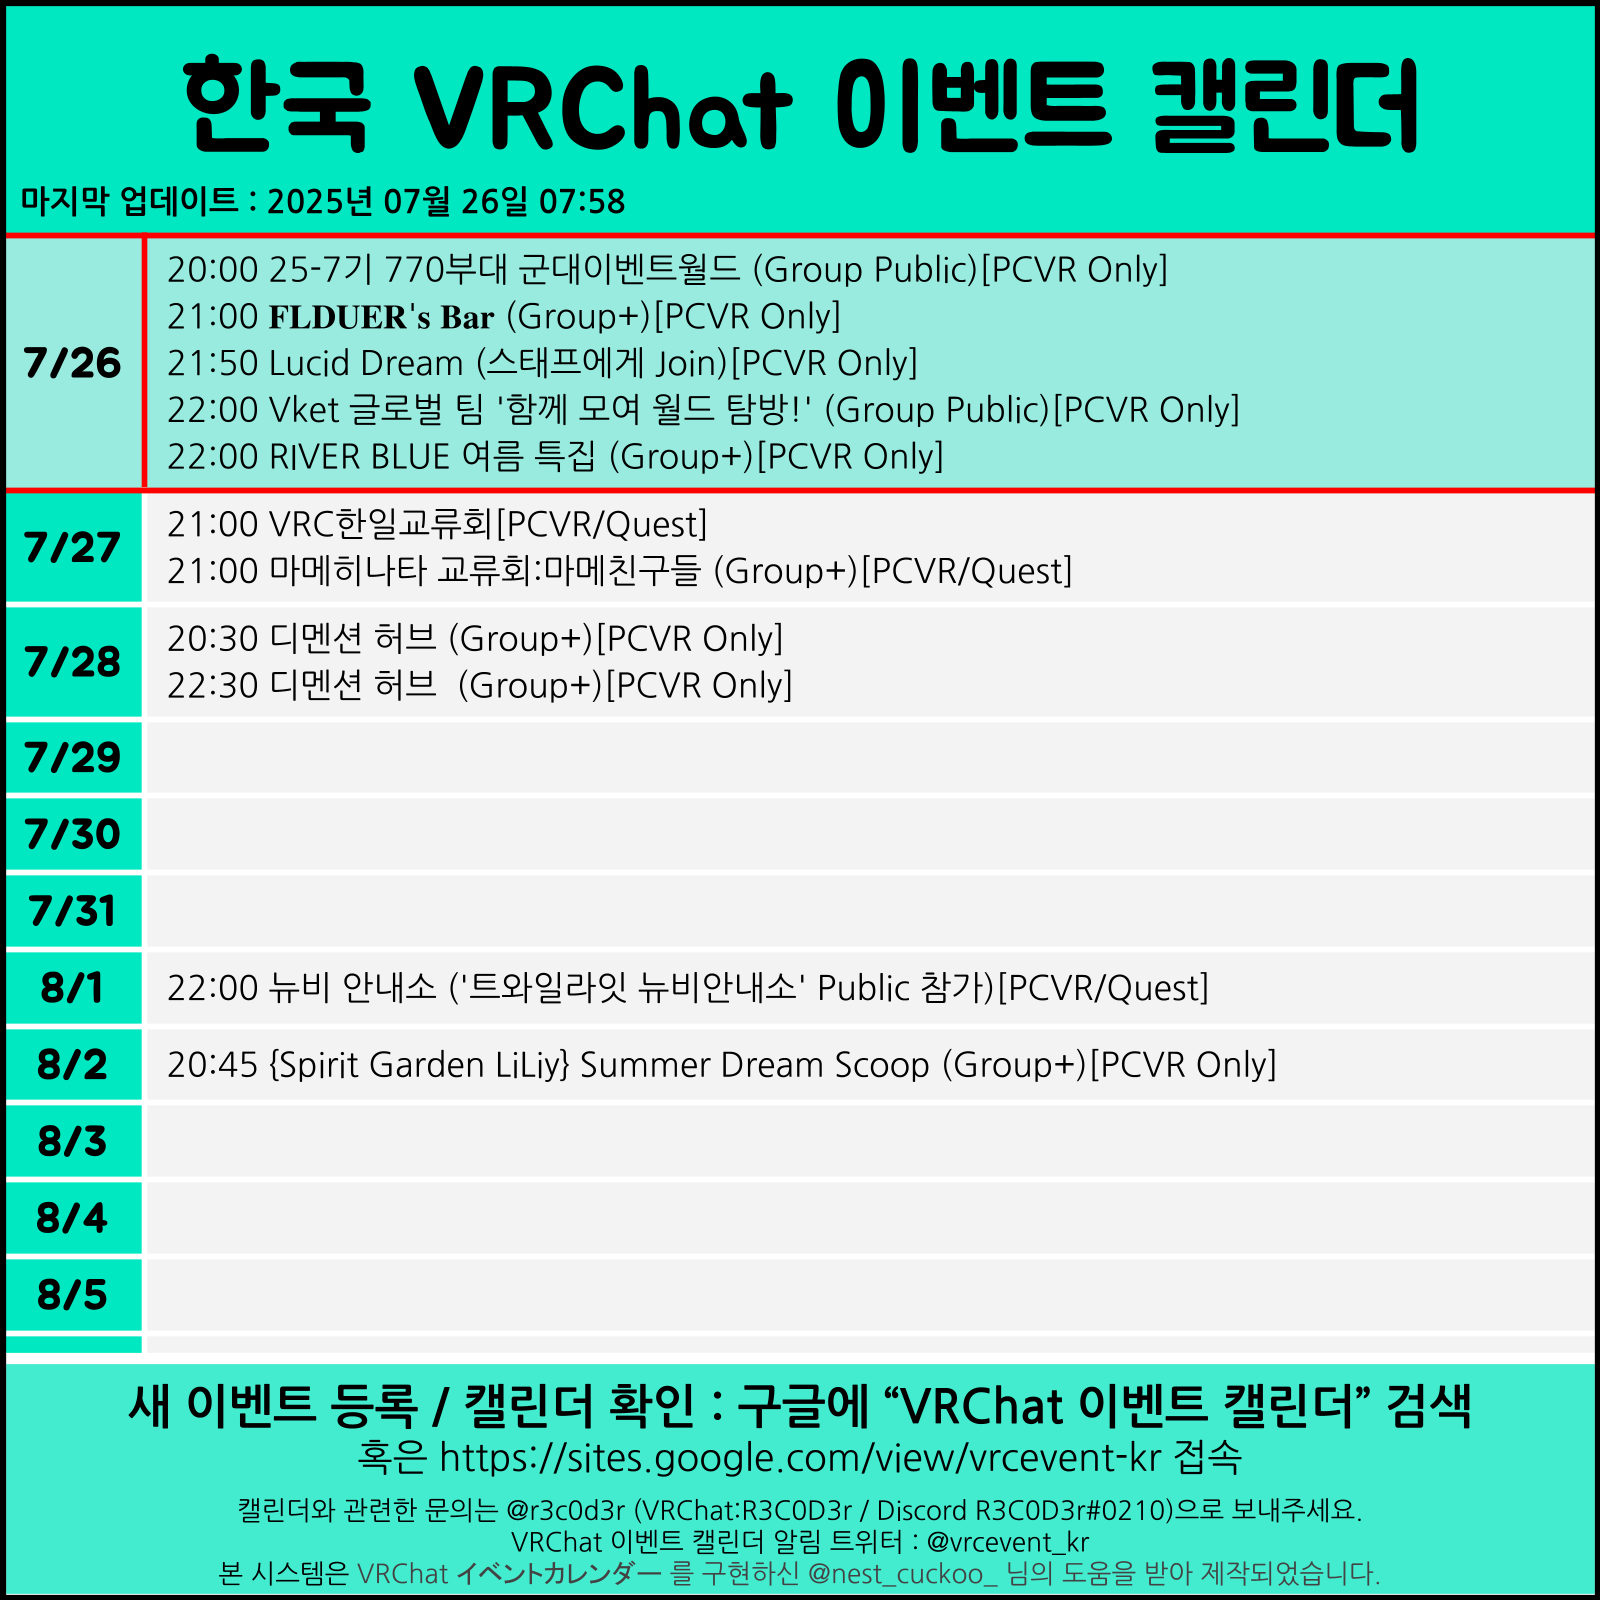 한국 VRChat 이벤트 캘린더
마지막 업데이트 : 2025년 07월 26일 07:58
7/26
20:00 25-7기 770부대 군대이벤트월드 (Group Public)[PCVR Only]
21:00 FLDUER's Bar (Group+)[PCVR Only]
21:50 Lucid Dream (스태프에게 Join)[PCVR Only]
22:00 Vket 글로벌 팀 '함께 모여 월드 탐방!' (Group Public)[PCVR Only]
22:00 RIVER BLUE 여름 특집 (Group+)[PCVR Only]
7/27
21:00 VRC한일교류회[PCVR/Quest]
21:00 마메히나타 교류회:마메친구들 (Group+)[PCVR/Quest]
7/28
20:30 디멘션 허브 (Group+)[PCVR Only]
22:30 디멘션 허브  (Group+)[PCVR Only]
7/29
7/30
7/31
8/1
22:00 뉴비 안내소 ('트와일라잇 뉴비안내소' Public 참가)[PCVR/Quest]
8/2
20:45 {Spirit Garden LiLiy} Summer Dream Scoop (Group+)[PCVR Only]
8/3
8/4
8/5
새 이벤트 등록 / 캘린더 확인 : 구글에 “VRChat 이벤트 캘린더” 검색
혹은 https://sites.google.com/view/vrcevent-kr 접속
캘린더와 관련한 문의는 @r3c0d3r (VRChat:R3C0D3r / Discord R3C0D3r#0210)으로 보내주세요.
VRChat 이벤트 캘린더 알림 트위터 : @vrcevent_kr
본 시스템은 VRChat イベントカレンダー 를 구현하신 @nest_cuckoo_ 님의 도움을 받아 제작되었습니다.